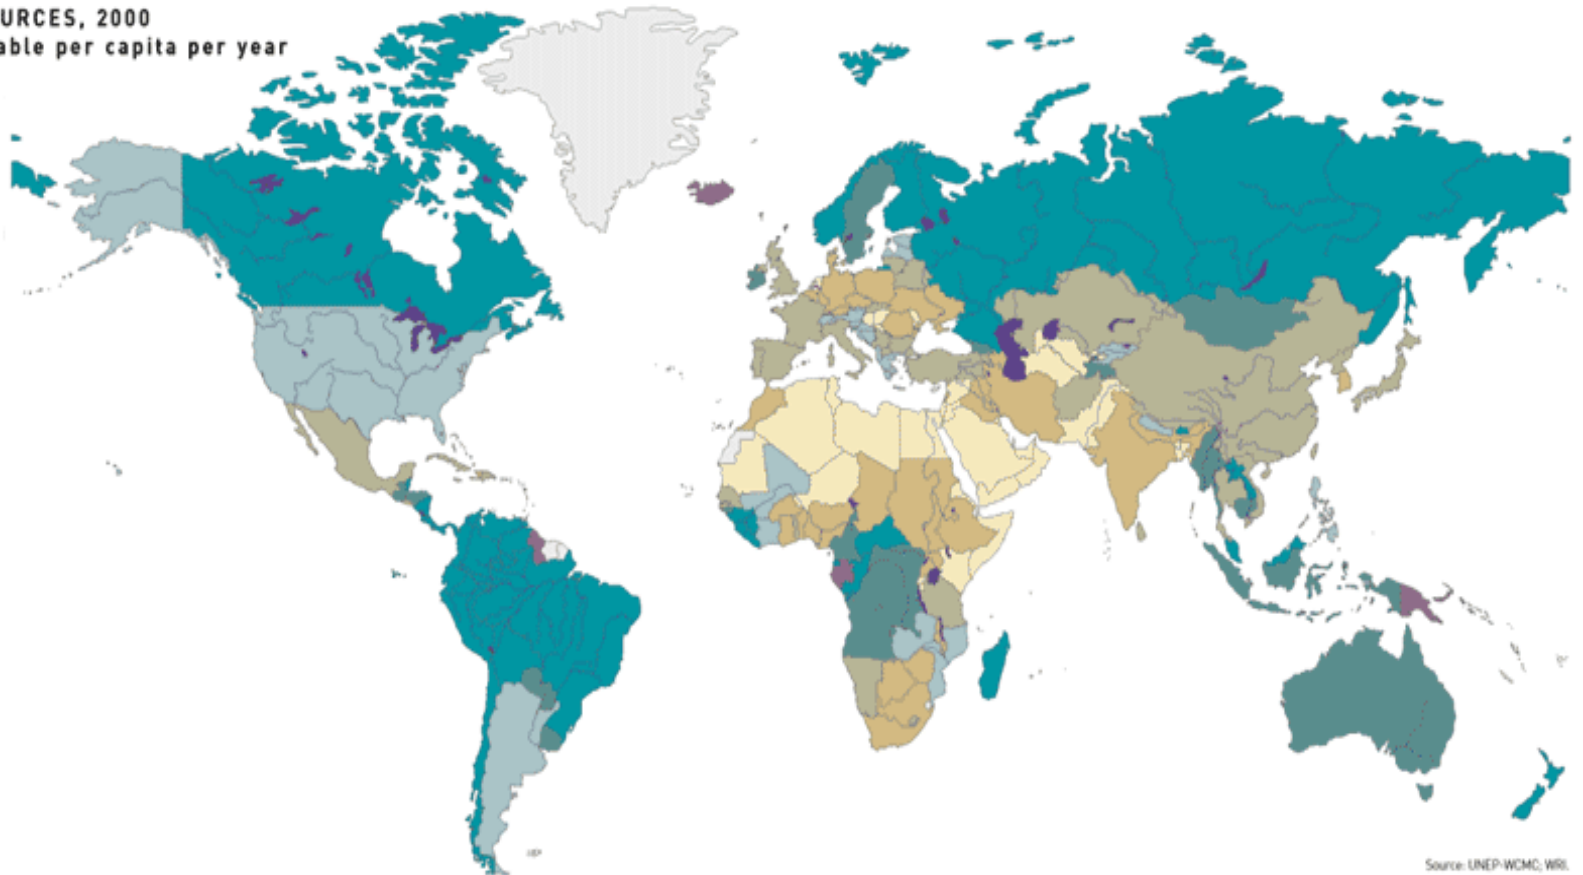 URCES, 2000
able per capita per year
Source: UNEP-WCMC; WRI.